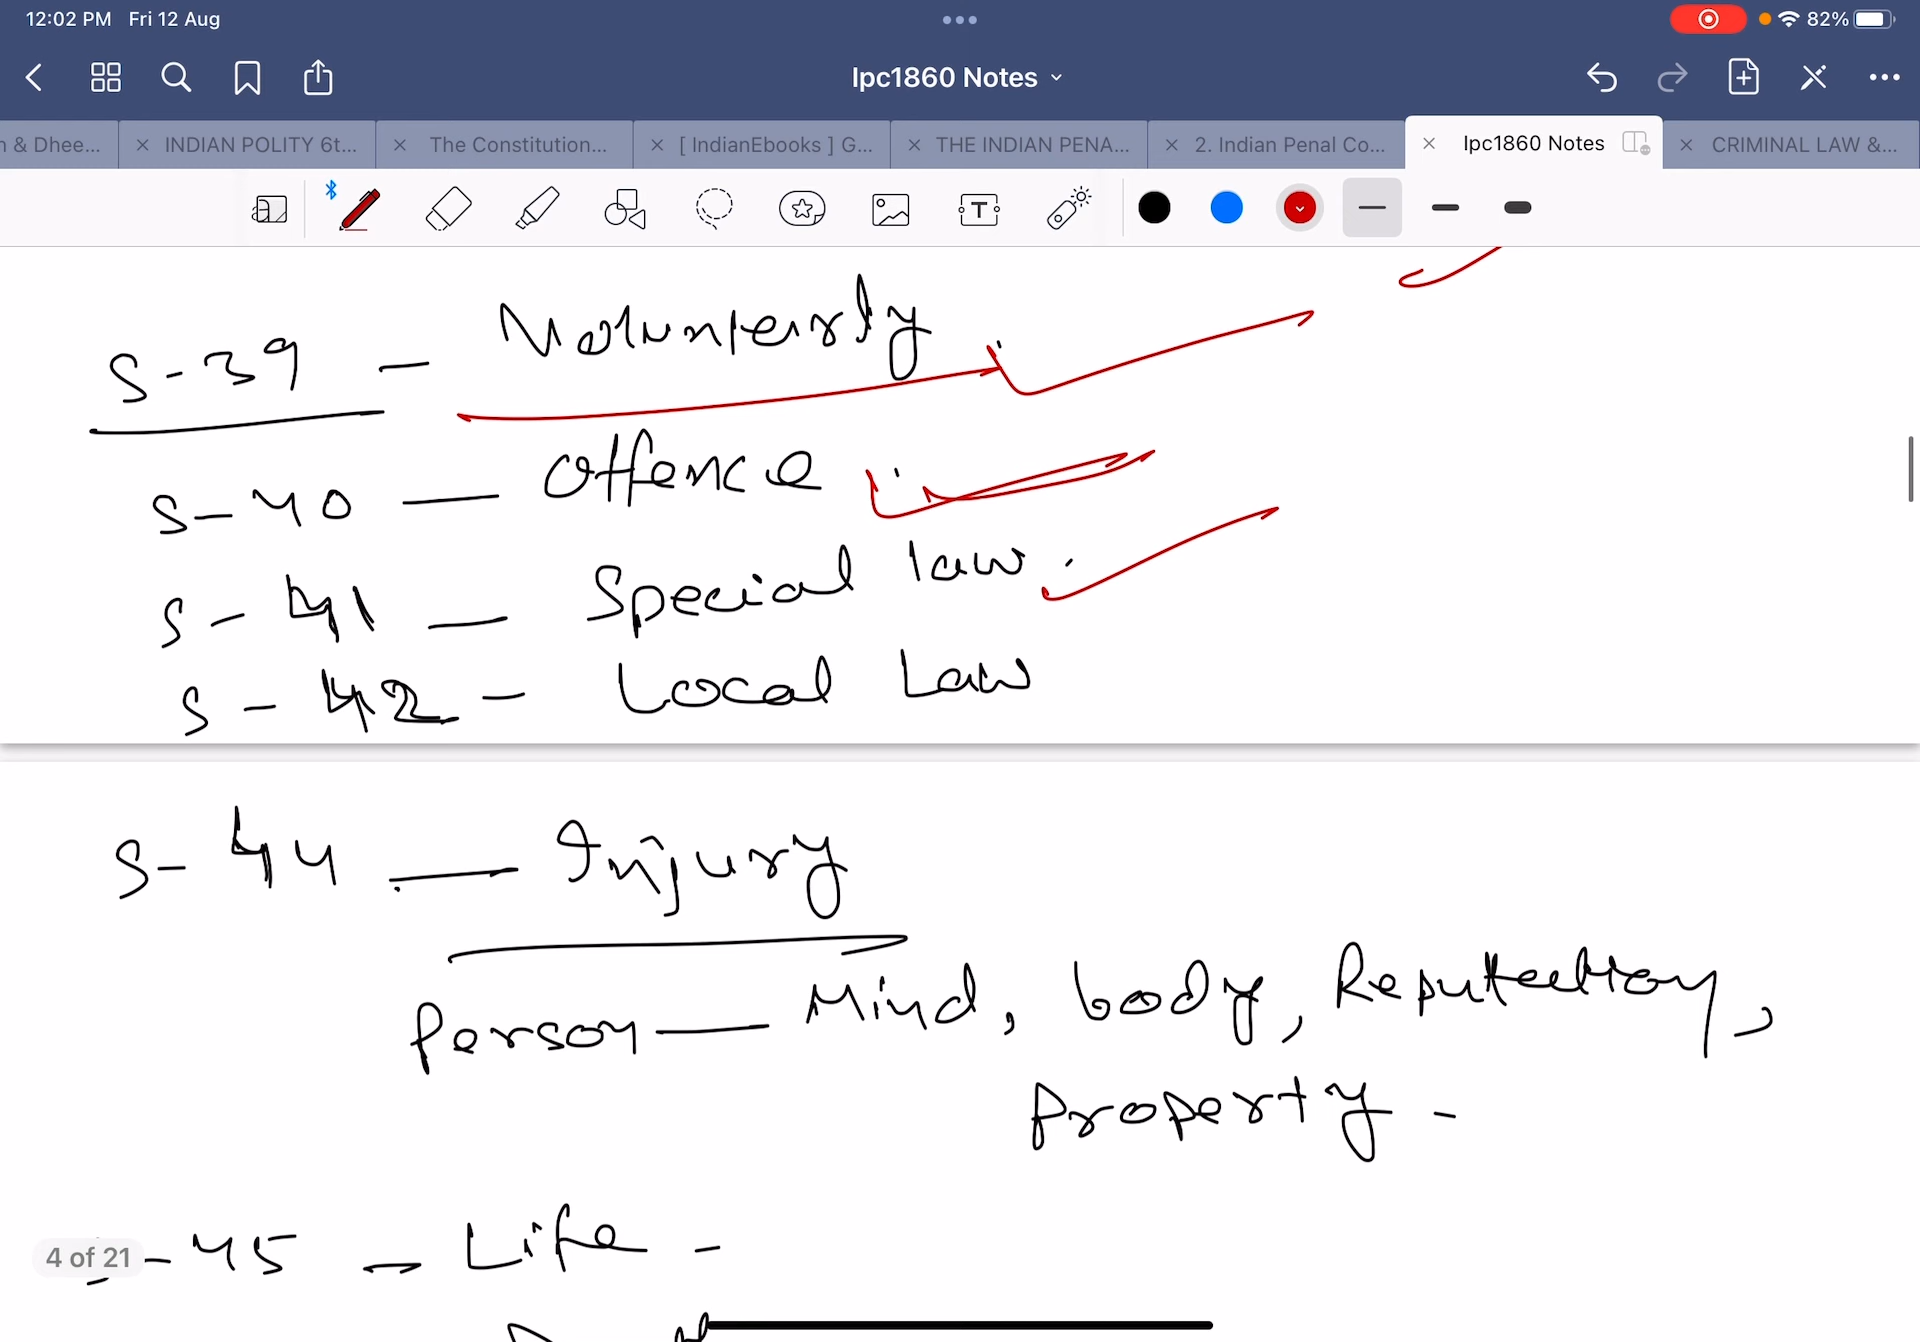 12:02 PM Fri 12 Aug 82%
Ipc1860 Notes
n & Dhee... INDIAN POLITY 6t... The Constitution... [ IndianEbooks ] G... THE INDIAN PENA... 2. Indian Penal Co... Ipc1860 Notes CRIMINAL LAW &...
S-39 - Volunterly
S-40 - Offence
S-41 - Special law.
S-42 - Local Law
S-44 - Injury
Person - Mind, body, Reputation,
Property -
-45 - Life -
4 of 21